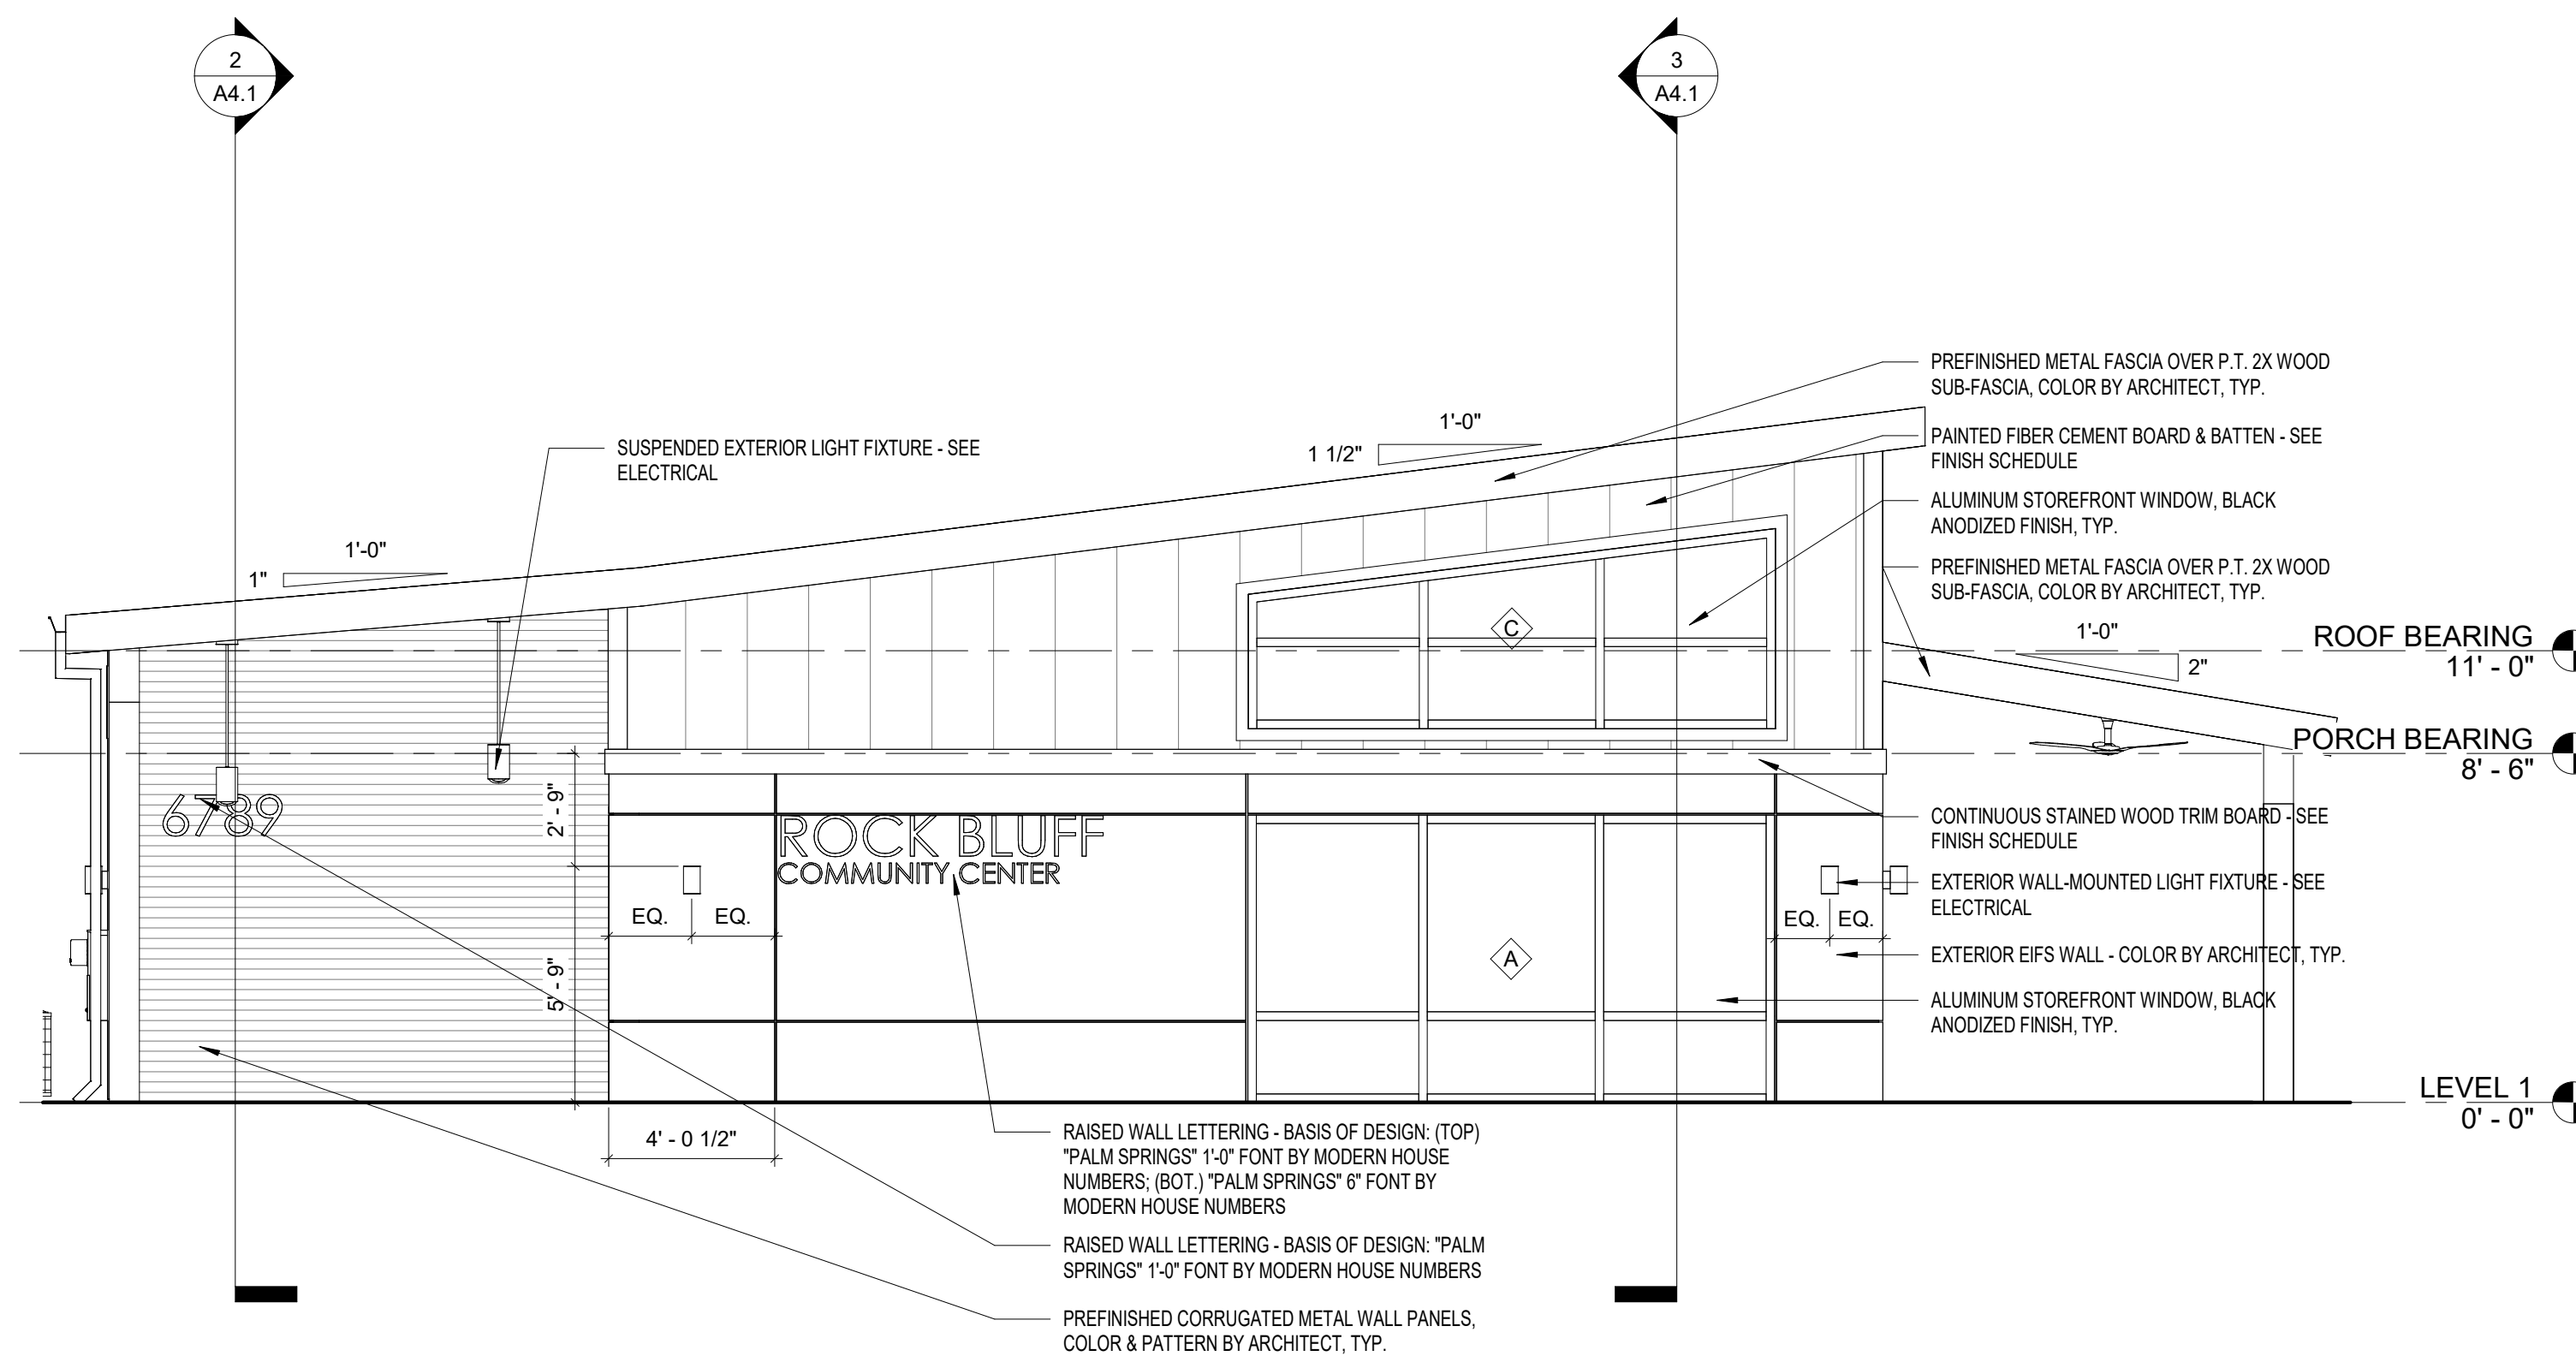 2
A4.1
3
A4.1
PREFINISHED METAL FASCIA OVER P.T. 2X WOOD
SUB-FASCIA, COLOR BY ARCHITECT, TYP.
1'-0"
1 1/2"
PAINTED FIBER CEMENT BOARD & BATTEN - SEE
FINISH SCHEDULE
SUSPENDED EXTERIOR LIGHT FIXTURE - SEE
ELECTRICAL
ALUMINUM STOREFRONT WINDOW, BLACK
ANODIZED FINISH, TYP.
1'-0"
1"
PREFINISHED METAL FASCIA OVER P.T. 2X WOOD
SUB-FASCIA, COLOR BY ARCHITECT, TYP.
C
1'-0"
2"
ROOF BEARING
11' - 0"
PORCH BEARING
8' - 6"
6789
2' - 9"
ROCK BLUFF
COMMUNITY CENTER
CONTINUOUS STAINED WOOD TRIM BOARD - SEE
FINISH SCHEDULE
EXTERIOR WALL-MOUNTED LIGHT FIXTURE - SEE
ELECTRICAL
EQ.
EQ.
EQ.
EQ.
EXTERIOR EIFS WALL - COLOR BY ARCHITECT, TYP.
A
5' - 9"
ALUMINUM STOREFRONT WINDOW, BLACK
ANODIZED FINISH, TYP.
LEVEL 1
0' - 0"
4' - 0 1/2"
RAISED WALL LETTERING - BASIS OF DESIGN: (TOP)
"PALM SPRINGS" 1'-0" FONT BY MODERN HOUSE
NUMBERS; (BOT.) "PALM SPRINGS" 6" FONT BY
MODERN HOUSE NUMBERS
RAISED WALL LETTERING - BASIS OF DESIGN: "PALM
SPRINGS" 1'-0" FONT BY MODERN HOUSE NUMBERS
PREFINISHED CORRUGATED METAL WALL PANELS,
COLOR & PATTERN BY ARCHITECT, TYP.